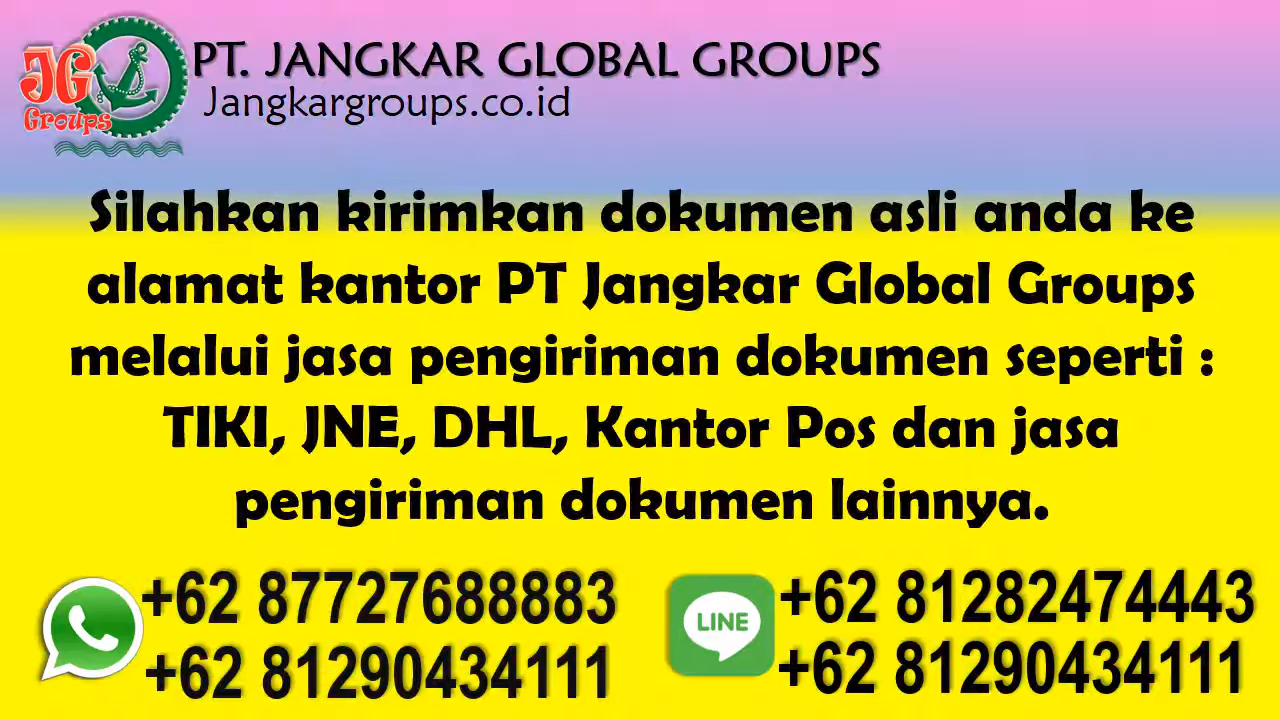 JG
Groups
PT. JANGKAR GLOBAL GROUPS
Jangkargroups.co.id
Silahkan kirimkan dokumen asli anda ke
alamat kantor PT Jangkar Global Groups
melalui jasa pengiriman dokumen seperti :
TIKI, JNE, DHL, Kantor Pos dan jasa
pengiriman dokumen lainnya.
+62 87727688883
+62 81290434111
LINE
+62 81282474443
+62 81290434111